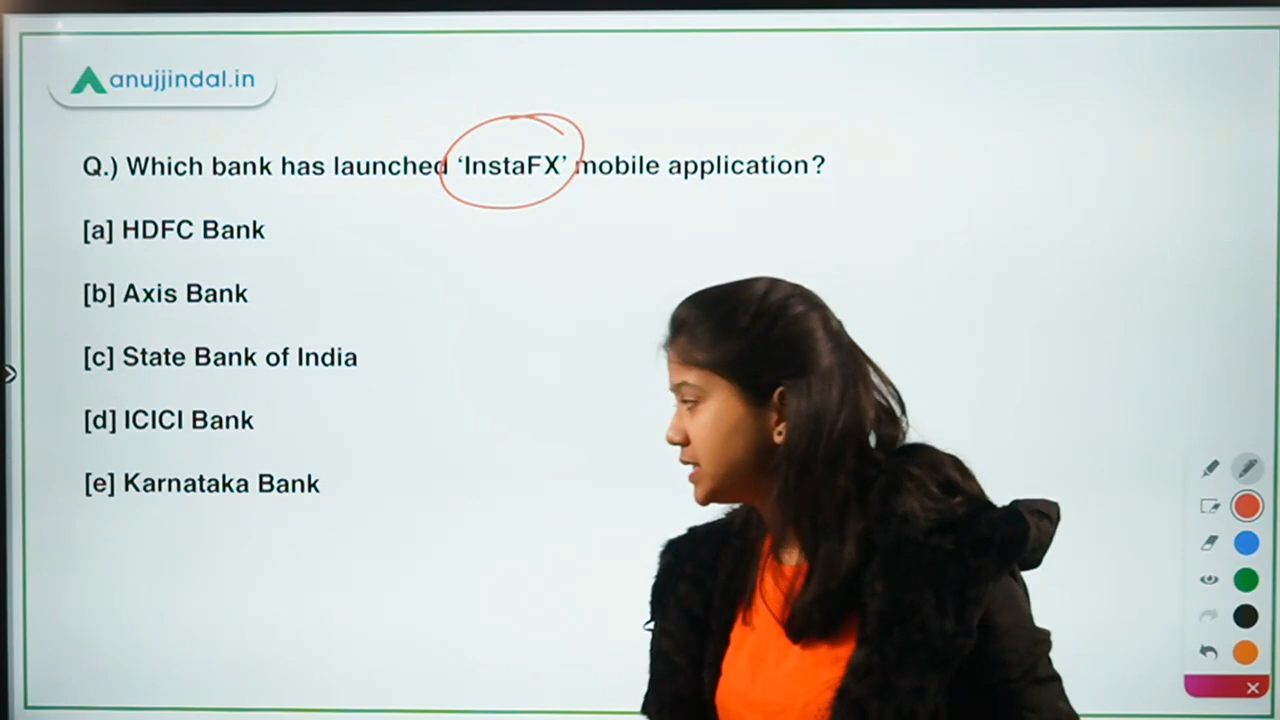 anujjindal.in
Q.) Which bank has launched ‘InstaFX’ mobile application?
[a] HDFC Bank
[b] Axis Bank
[c] State Bank of India
[d] ICICI Bank
[e] Karnataka Bank